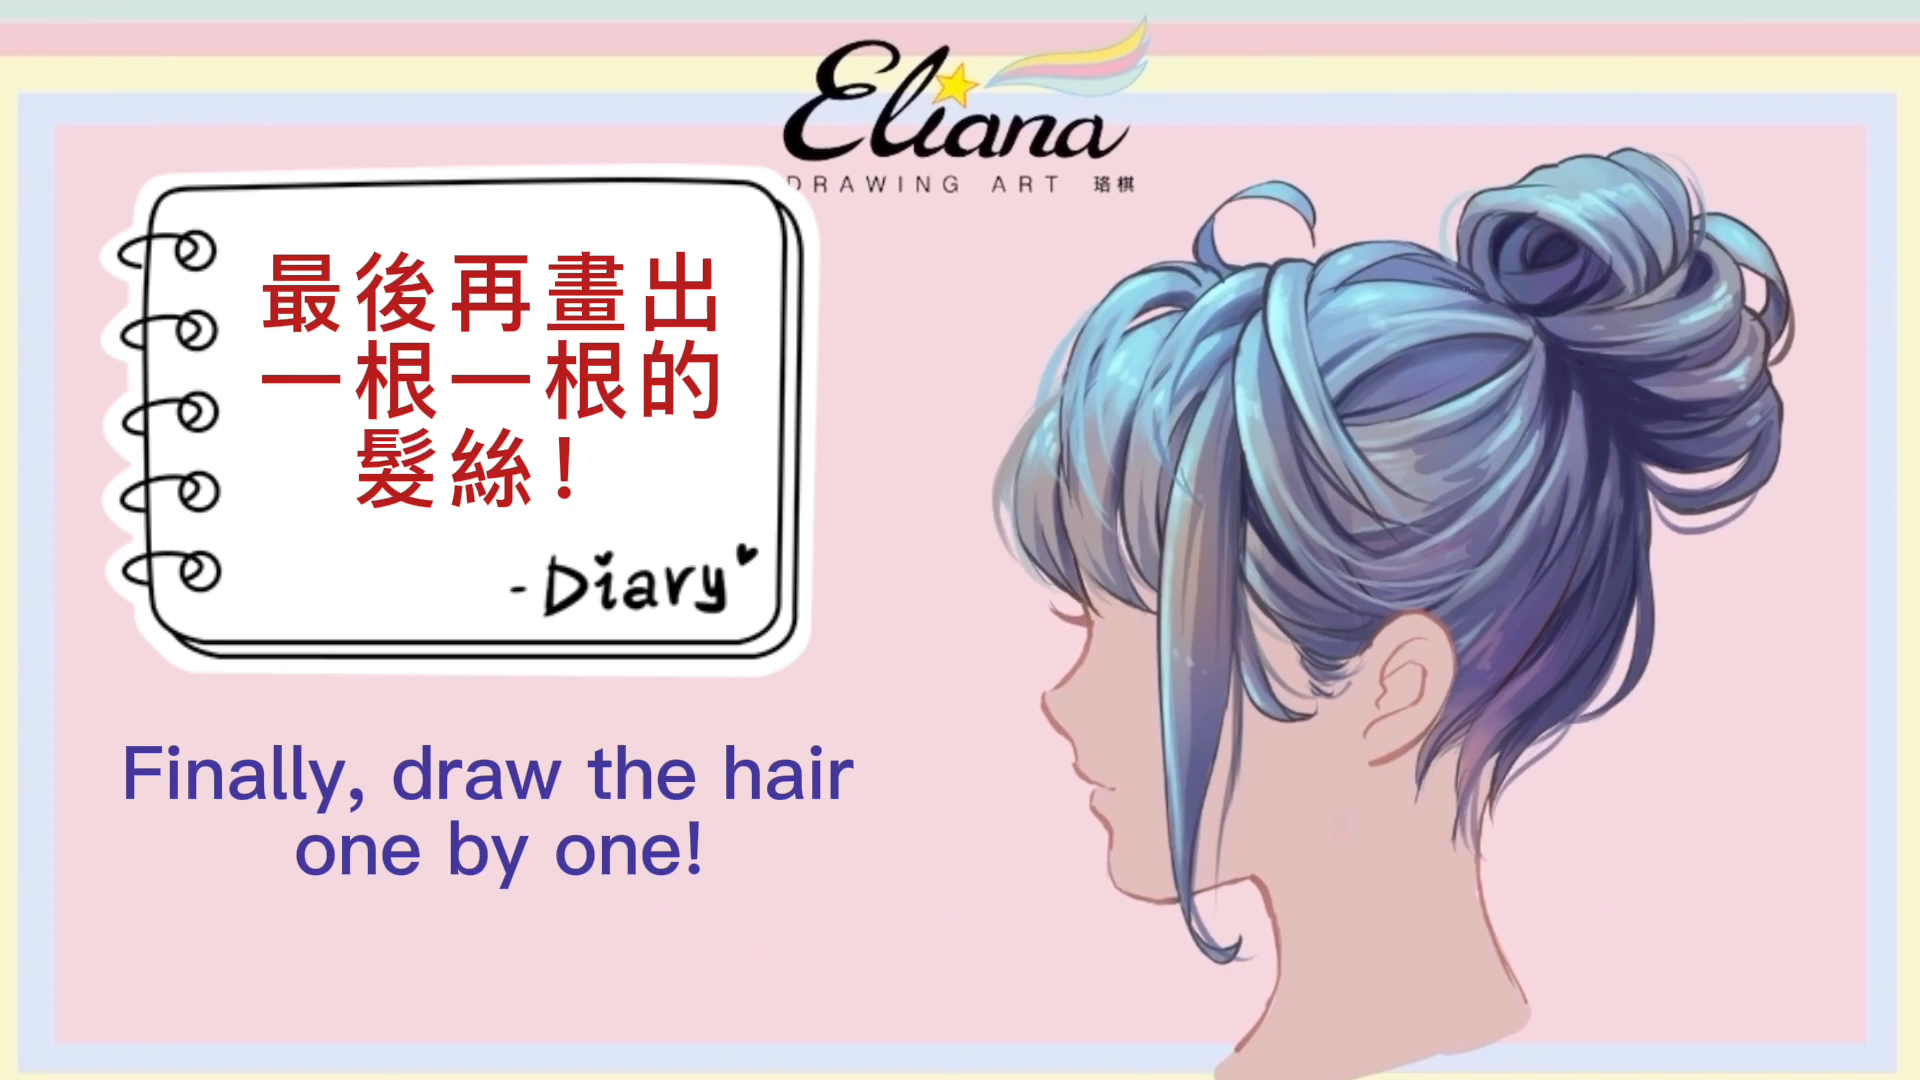 Eliana
DRAWING ART 珞棋
最後再畫出
一根一根的
髮絲！
-Diary
Finally, draw the hair
one by one!